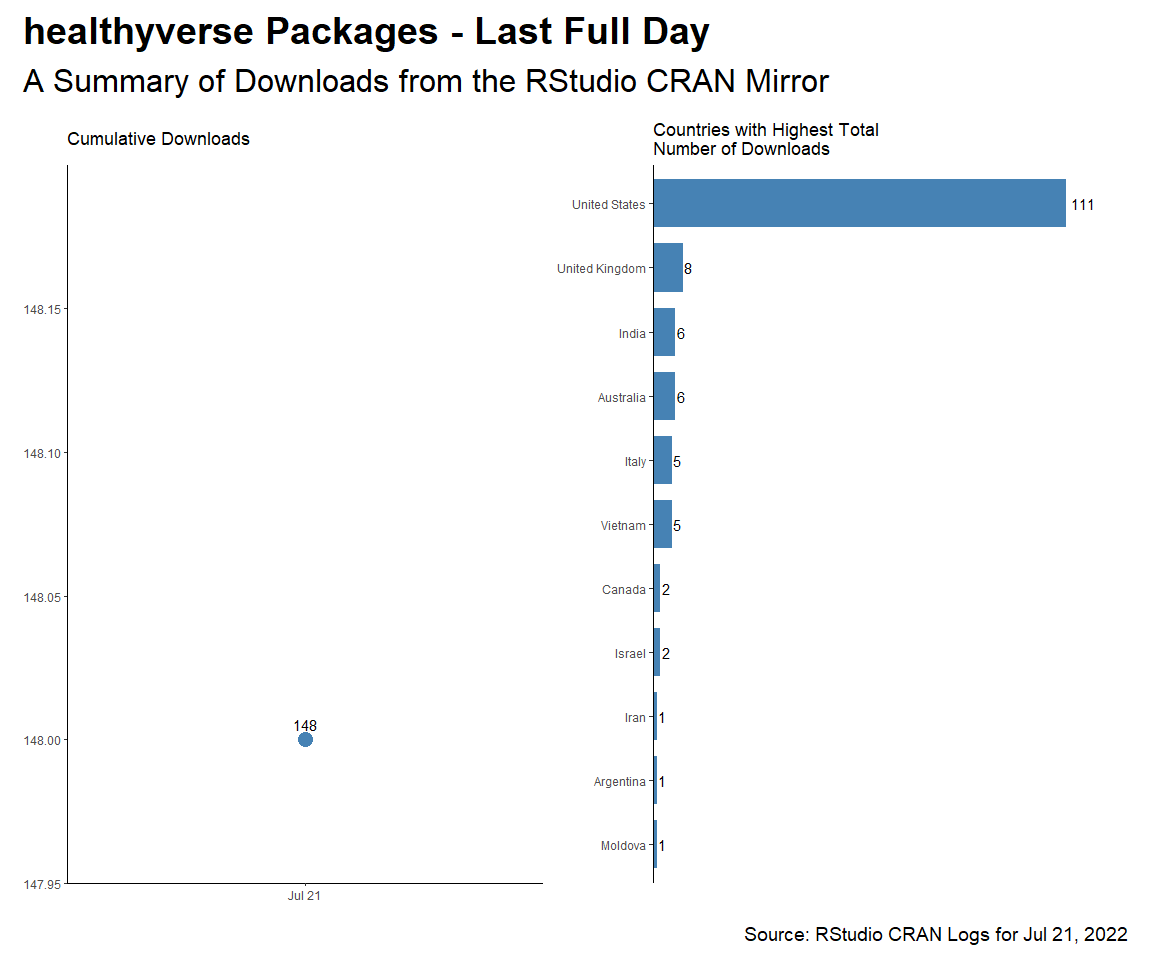 healthyverse Packages - Last Full Day
A Summary of Downloads from the RStudio CRAN Mirror
Cumulative Downloads
148.15
148.10
148.05
148.00
147.95
148
Jul 21
Countries with Highest Total
Number of Downloads
United States 111
United Kingdom 8
India 6
Australia 6
Italy 5
Vietnam 5
Canada 2
Israel 2
Iran 1
Argentina 1
Moldova 1
Source: RStudio CRAN Logs for Jul 21, 2022